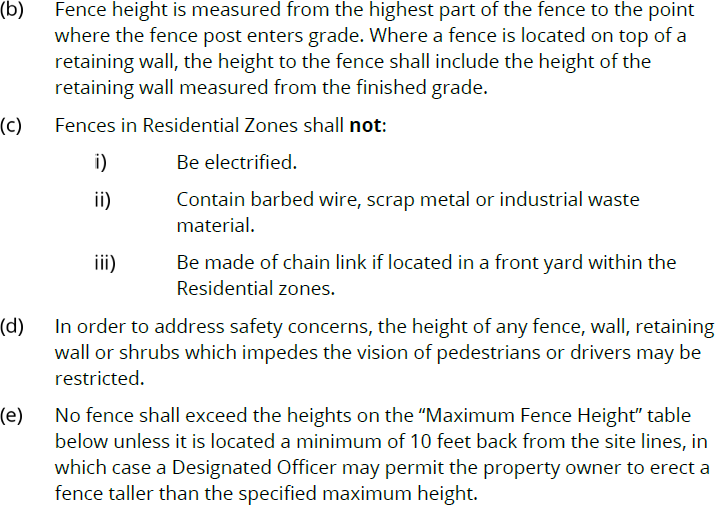 (b) Fence height is measured from the highest part of the fence to the point
where the fence post enters grade. Where a fence is located on top of a
retaining wall, the height to the fence shall include the height of the
retaining wall measured from the finished grade.
(c) Fences in Residential Zones shall not:
i) Be electrified.
ii) Contain barbed wire, scrap metal or industrial waste
material.
iii) Be made of chain link if located in a front yard within the
Residential zones.
(d) In order to address safety concerns, the height of any fence, wall, retaining
wall or shrubs which impedes the vision of pedestrians or drivers may be
restricted.
(e) No fence shall exceed the heights on the “Maximum Fence Height” table
below unless it is located a minimum of 10 feet back from the site lines, in
which case a Designated Officer may permit the property owner to erect a
fence taller than the specified maximum height.